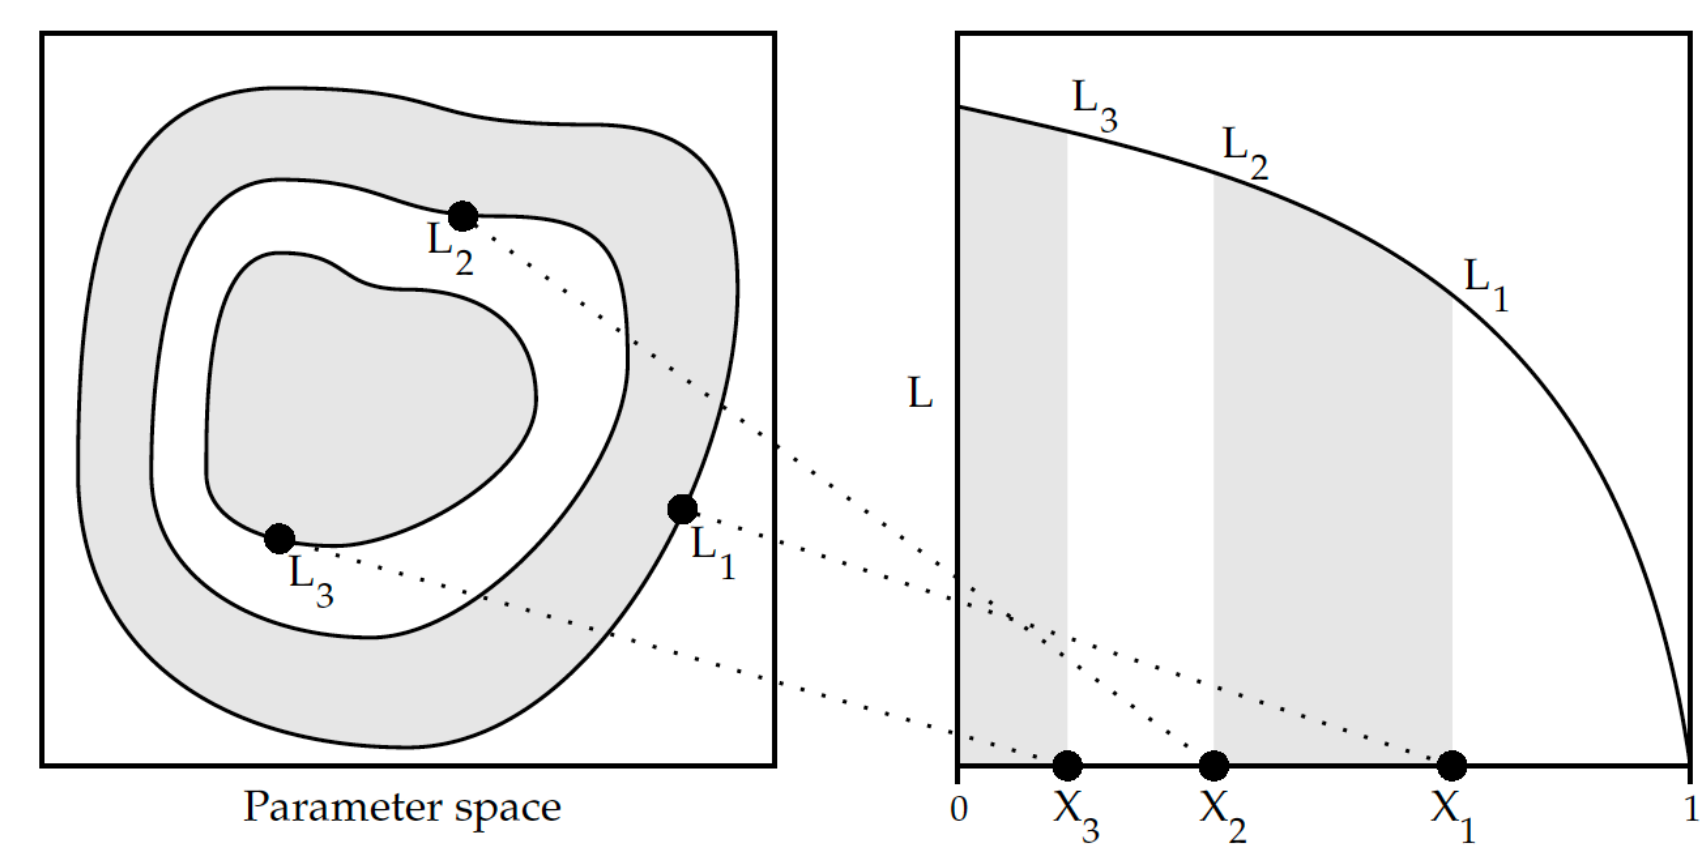 L₂
L₁
L₃
Parameter space
L₃
L₂
L₁
L
0
X₃
X₂
X₁
1